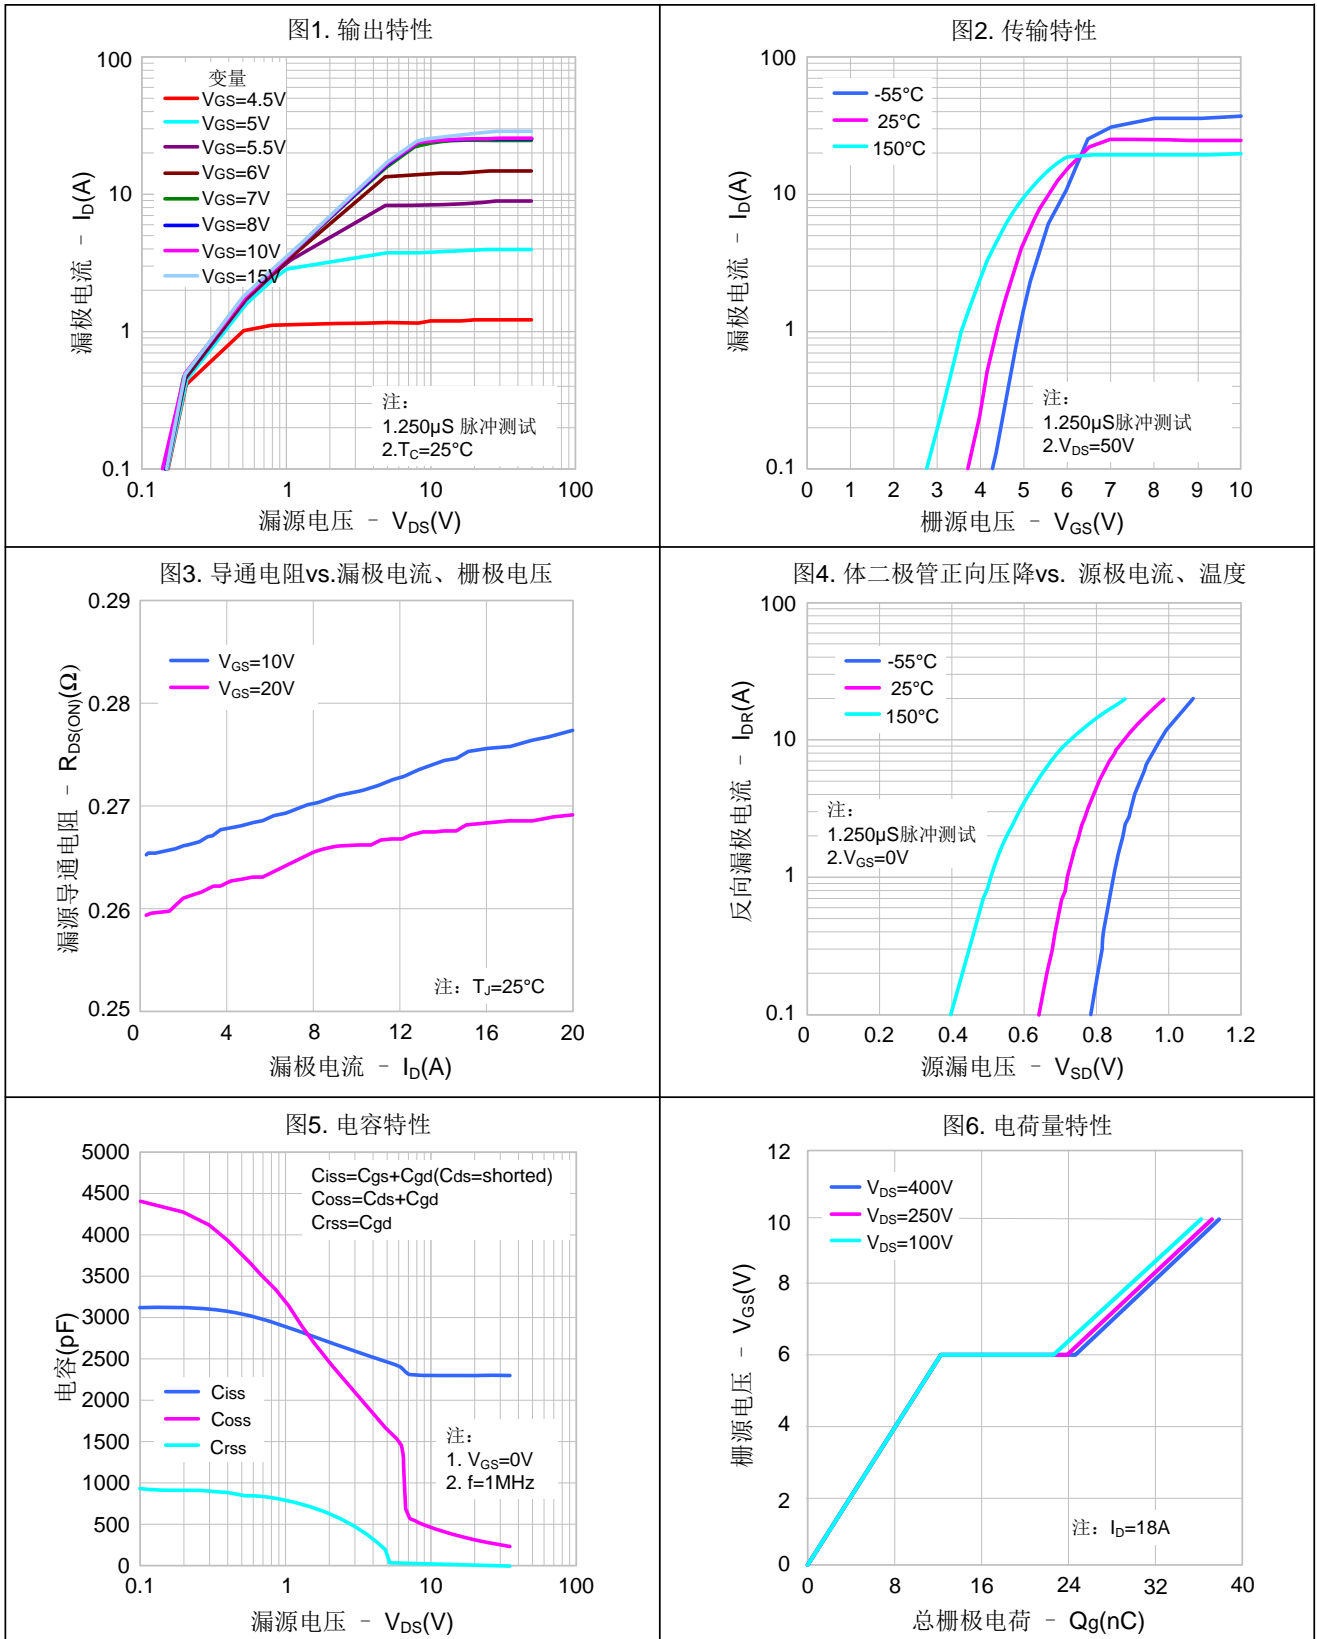 图1. 输出特性
漏极电流 - ID(A)
100
10
1
0.1
变量
VGS=4.5V
VGS=5V
VGS=5.5V
VGS=6V
VGS=7V
VGS=8V
VGS=10V
VGS=15V
注：
1.250μS 脉冲测试
2.TC=25°C
0.1
1
10
100
漏源电压 - VDS(V)
图2. 传输特性
漏极电流 - ID(A)
100
10
1
0.1
-55°C
25°C
150°C
注：
1.250μS脉冲测试
2.VDS=50V
0 1 2 3 4 5 6 7 8 9 10
栅源电压 - VGS(V)
图3. 导通电阻vs.漏极电流、栅极电压
漏源导通电阻 - RDS(ON)(Ω)
0.29
0.28
0.27
0.26
0.25
VGS=10V
VGS=20V
注：TJ=25°C
0 4 8 12 16 20
漏极电流 - ID(A)
图4. 体二极管正向压降vs. 源极电流、温度
反向漏极电流 - IDR(A)
100
10
1
0.1
-55°C
25°C
150°C
注：
1.250μS脉冲测试
2.VGS=0V
0 0.2 0.4 0.6 0.8 1.0 1.2
源漏电压 - VSD(V)
图5. 电容特性
电容(pF)
5000
4500
4000
3500
3000
2500
2000
1500
1000
500
0
Ciss=Cgs+Cgd(Cds=shorted)
Coss=Cds+Cgd
Crss=Cgd
Ciss
Coss
Crss
注：
1. VGS=0V
2. f=1MHz
0.1 1 10 100
漏源电压 - VDS(V)
图6. 电荷量特性
栅源电压 - VGS(V)
12
10
8
6
4
2
0
VDS=400V
VDS=250V
VDS=100V
注：ID=18A
0 8 16 24 32 40
总栅极电荷 - Qg(nC)